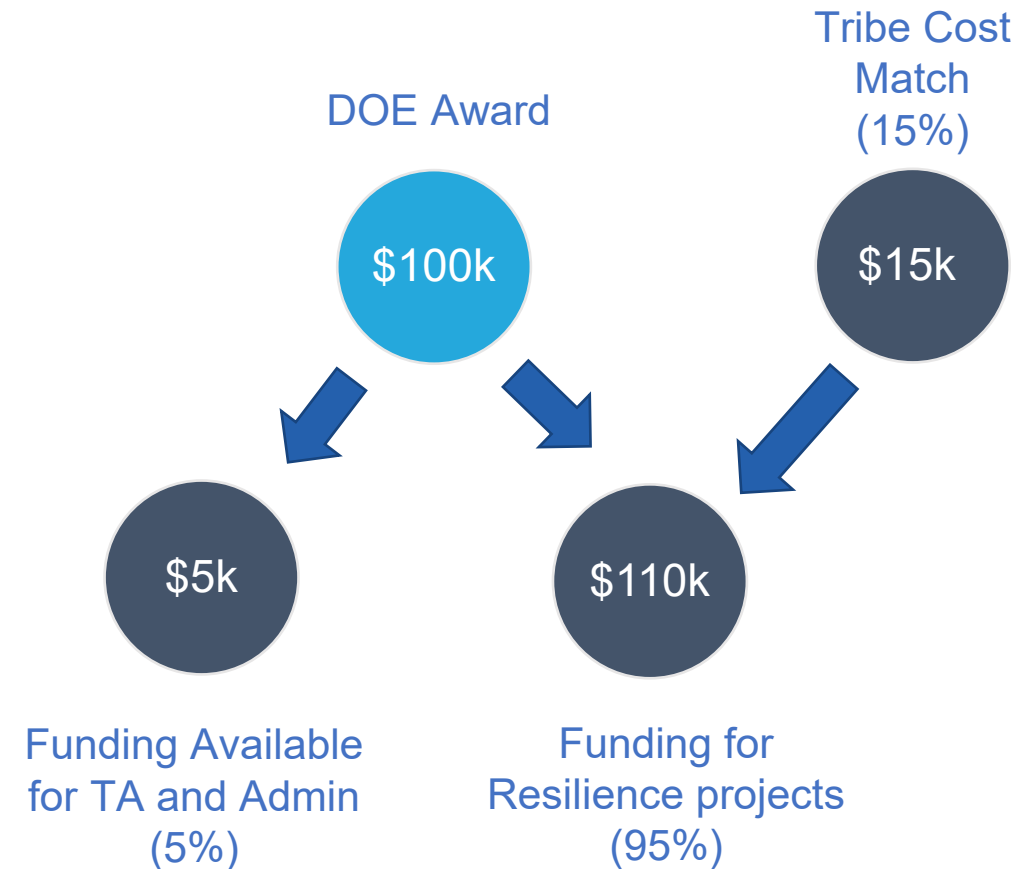 Tribe Cost
Match
(15%)
DOE Award
$100k
$15k
$5k
$110k
Funding Available
for TA and Admin
(5%)
Funding for
Resilience projects
(95%)